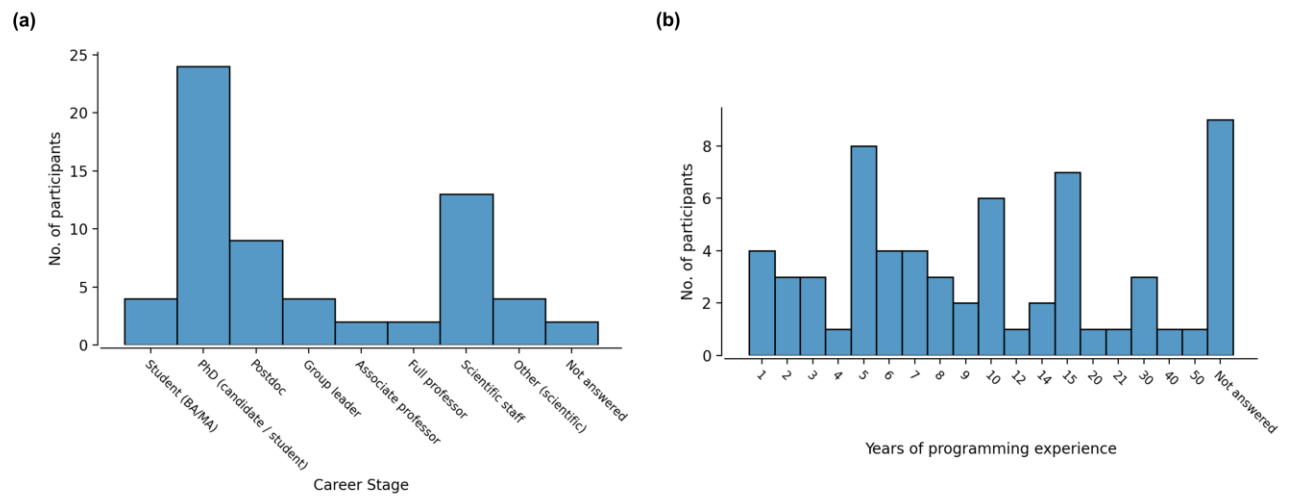 (a)
(b)
25
20
15
10
5
0
No. of participants
Student (BA/MA)
PhD (candidate / student)
Postdoc
Group leader
Associate professor
Full professor
Scientific staff
Other (scientific)
Not answered
Career Stage
8
6
4
2
0
No. of participants
1
2
3
4
5
6
7
8
9
10
12
14
15
20
21
30
40
50
Not answered
Years of programming experience